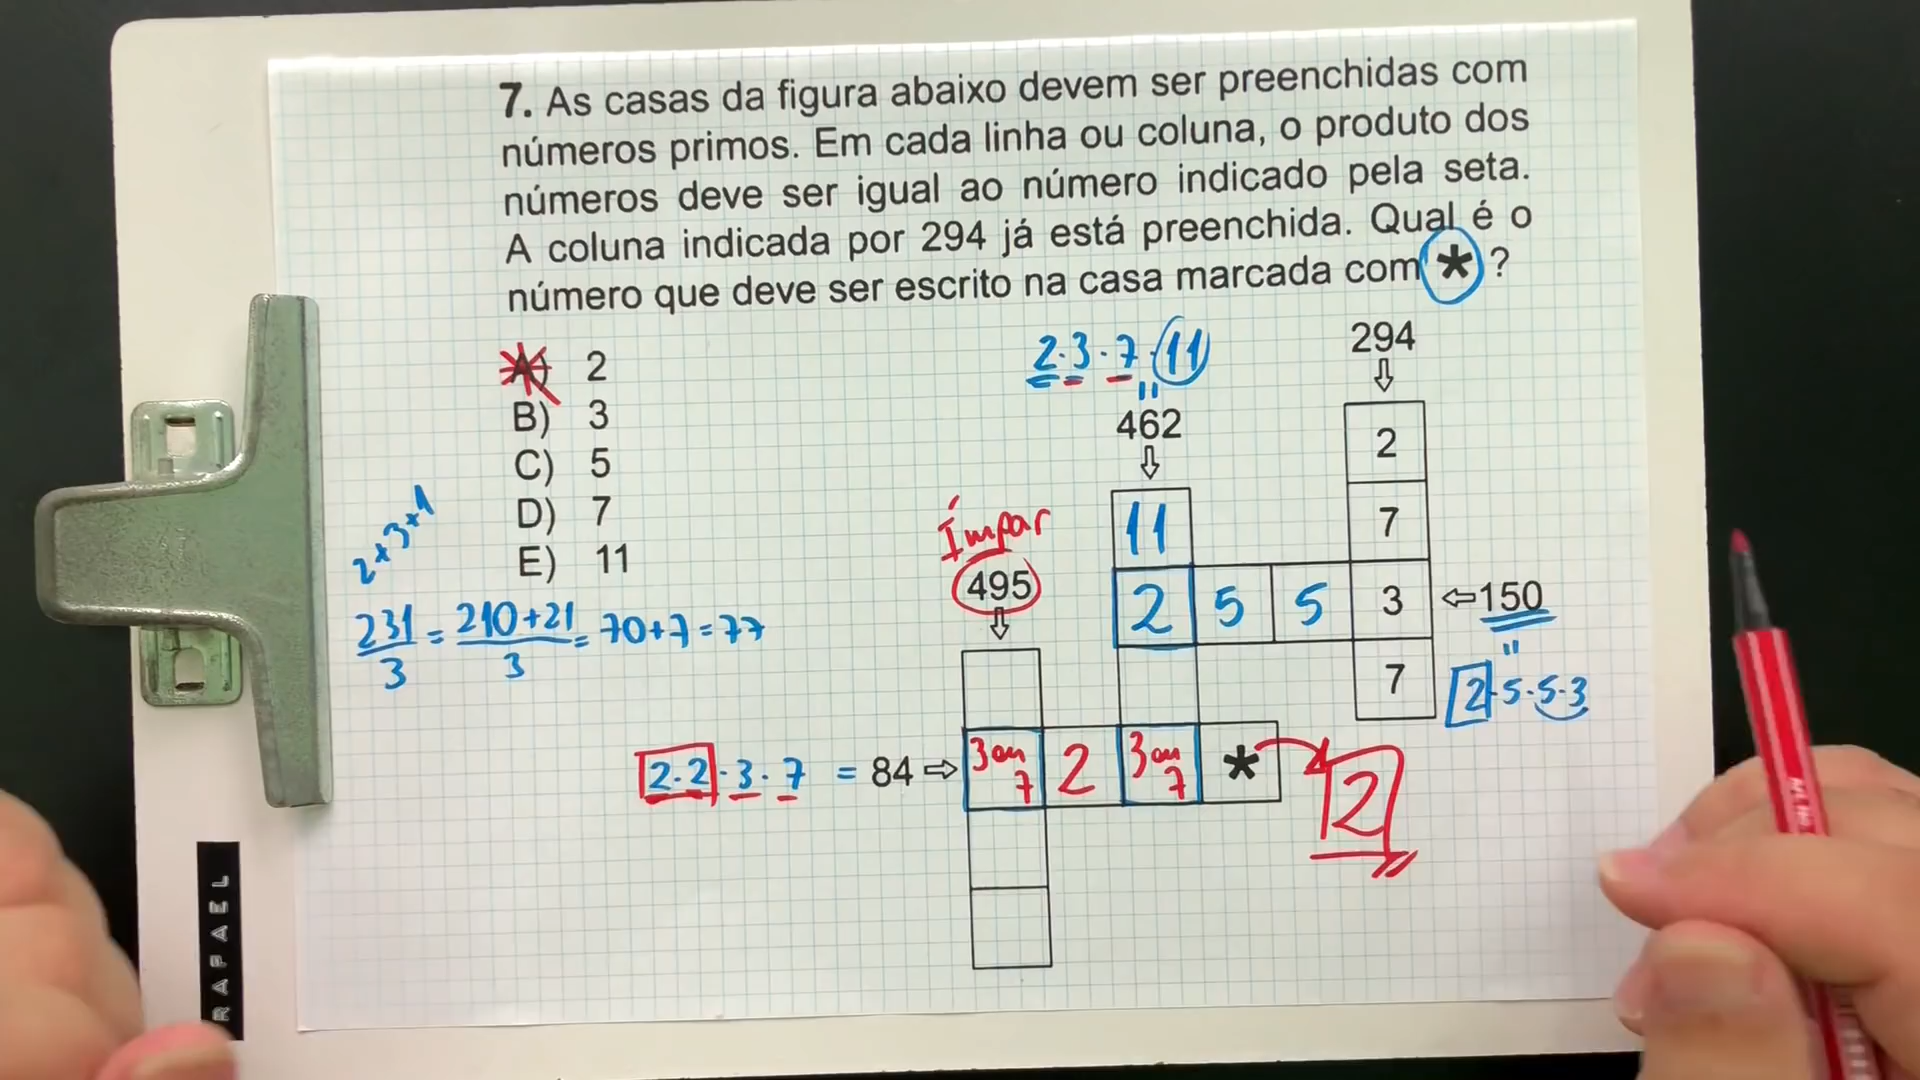 7. As casas da figura abaixo devem ser preenchidas com
números primos. Em cada linha ou coluna, o produto dos
números deve ser igual ao número indicado pela seta.
A coluna indicada por 294 já está preenchida. Qual é o
número que deve ser escrito na casa marcada com * ?
A) 2
B) 3
C) 5
D) 7
E) 11
2·3·7·11
"
462
⇩
294
⇩
2
7
11
Ímpar
495
⇩
2 5 5 3 ⇦150
"
2·5·5·3
7
2·2·3·7 = 84 ⇨ 3 ou 7 2 3 ou 7 * 2
231/3 = 210+21/3 = 70+7=77
RAFAEL